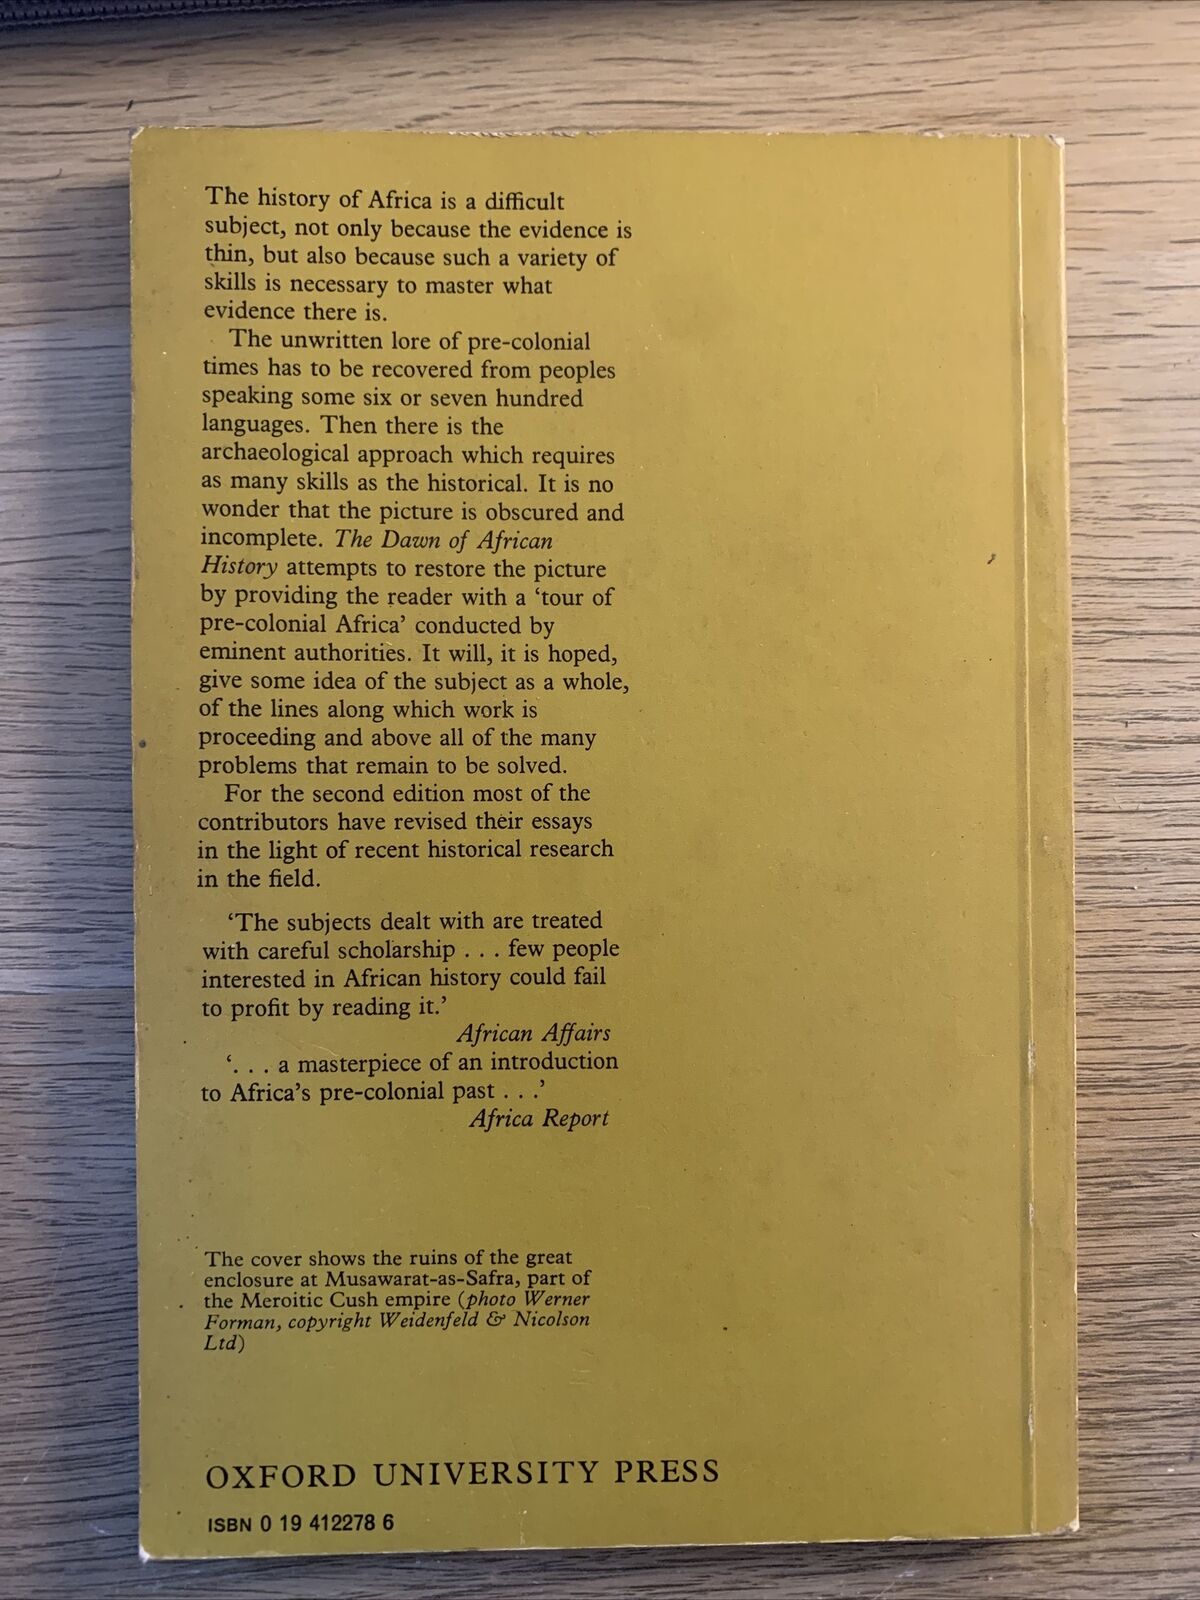 The history of Africa is a difficult
subject, not only because the evidence is
thin, but also because such a variety of
skills is necessary to master what
evidence there is.
The unwritten lore of pre-colonial
times has to be recovered from peoples
speaking some six or seven hundred
languages. Then there is the
archaeological approach which requires
as many skills as the historical. It is no
wonder that the picture is obscured and
incomplete. The Dawn of African
History attempts to restore the picture
by providing the reader with a ‘tour of
pre-colonial Africa’ conducted by
eminent authorities. It will, it is hoped,
give some idea of the subject as a whole,
of the lines along which work is
proceeding and above all of the many
problems that remain to be solved.
For the second edition most of the
contributors have revised their essays
in the light of recent historical research
in the field.
‘The subjects dealt with are treated
with careful scholarship . . . few people
interested in African history could fail
to profit by reading it.’
African Affairs
‘. . . a masterpiece of an introduction
to Africa’s pre-colonial past . . .’
Africa Report
The cover shows the ruins of the great
enclosure at Musawarat-as-Safra, part of
the Meroitic Cush empire (photo Werner
Forman, copyright Weidenfeld & Nicolson
Ltd)
OXFORD UNIVERSITY PRESS
ISBN 0 19 412278 6